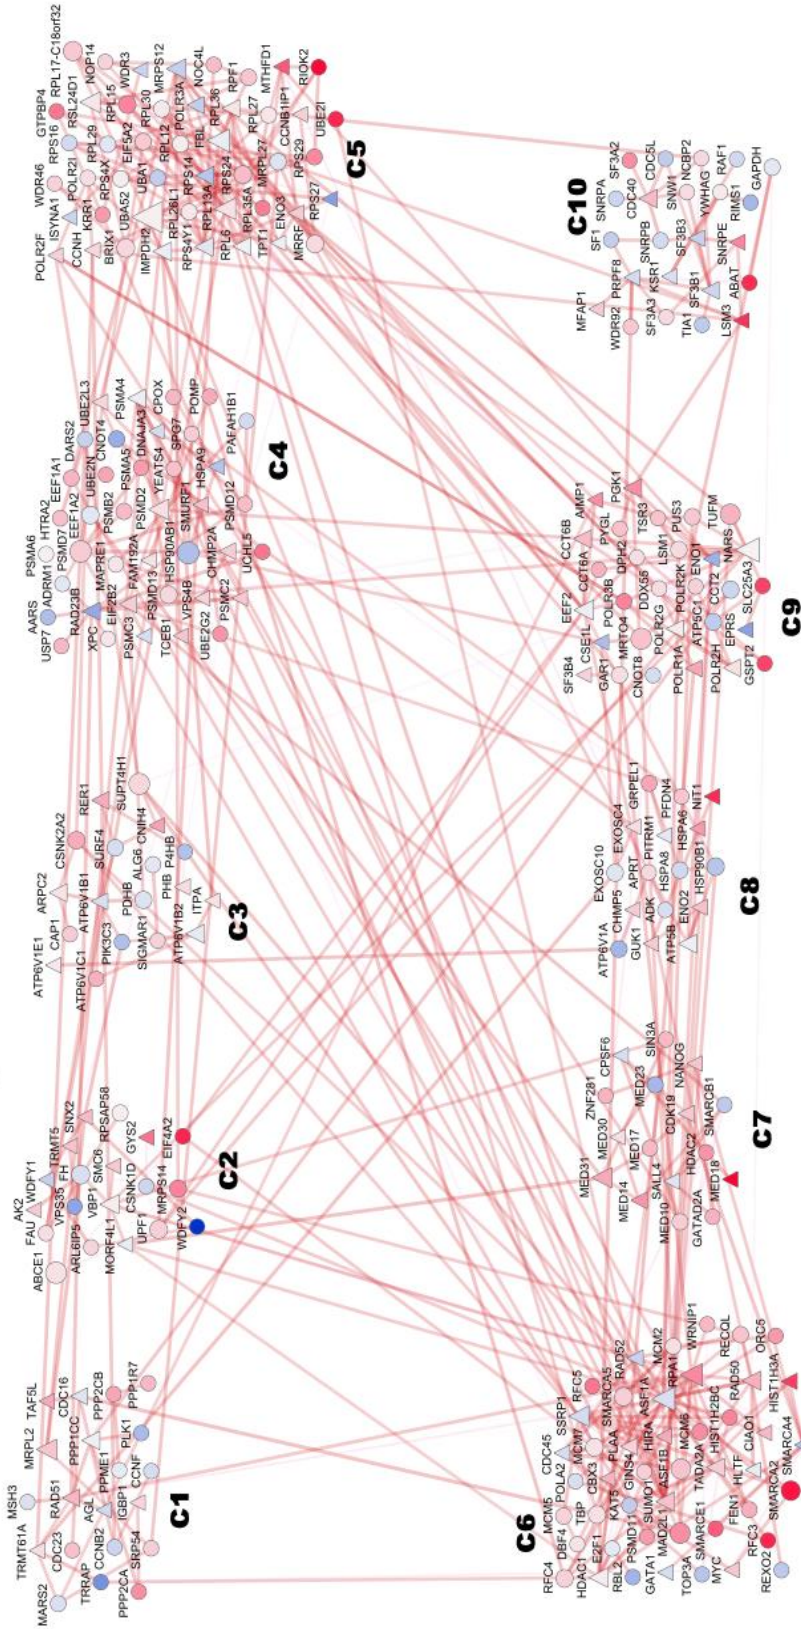 MSH3
TRMT61A
MRPL2
TAF5L
MARS2
CDC23
RAD51
CDC16
TRRAP
AGL
PPP1CC
CCNB2
PPME1
PPP2CB
PPP2CA
IGBP1
PLK1
PPP1R7
SRP54
CCNF
C1
AK2
WDFY1
FAU
TRMT5
SNX2
ABCE1
VPS35
FH
ARL6IP5
SMC6
RPSAP58
VBP1
MORF4L1
CSNK1D
GYS2
UPF1
MRPS14
EIF4A2
WDFY2
C2
ARPC2
CSNK2A2
ATP6V1E1
CAP1
RER1
ATP6V1B1
SURF4
SUPT4H1
ATP6V1C1
PIK3C3
PDHB
ALG6
CNIH4
SIGMAR1
PHB
P4HB
ATP6V1B2
ITPA
C3
PSMA6
AARS
HTRA2
EEF1A1
DARS2
UBE2L3
USP7
ADRM1
PSMD7
EEF1A2
UBE2N
CNOT4
PSMA4
RAD23B
MAPRE1
PSMB2
PSMA5
DNAJA3
CPOX
XPC
EIF2B2
FAM192A
PSMD2
YEATS4
SPG7
POMP
PSMC3
PSMD13
HSP90AB1
SMURF1
HSPA9
PAFAH1B1
TCEB1
VPS4B
CHMP2A
PSMD12
UBE2G2
PSMC2
UCHL5
C4
RPL17-C18orf32
GTPBP4
NOP14
RPS16
RSL24D1
WDR3
WDR46
RPL29
RPL15
MRPS12
ISYNA1
POLR2I
EIF5A2
RPL30
NOC4L
POLR2F
CCNH
KRR1
RPS4X
RPL12
POLR3A
RPF1
BRIX1
UBA52
UBA1
FBL
RPL36
MTHFD1
IMPDH2
RPL26L1
RPS14
RPS24
RPL27
RIOK2
RPS4Y1
RPL13A
MRPL27
CCNB1IP1
UBE2I
RPL6
RPL35A
RPS29
TPT1
ENO3
MRRF
RPS27
C5
CDC45
SSRP1
RFC5
RAD52
MCM2
WRNIP1
MCM5
POLA2
MCM7
SMARCA5
ASF1A
RPA1
RECQL
RFC4
DBF4
TBP
CBX3
PLAA
HIRA
MCM6
HIST1H2BC
RAD50
ORC5
HDAC1
E2F1
KAT5
GINS4
ASF1B
TADA2A
CIAO1
HIST1H3A
RBL2
PSMD11
SUMO1
MAD2L1
HLTF
SMARCA4
GATA1
SMARCE1
FEN1
SMARCA2
TOP3A
MYC
RFC3
REXO2
C6
ZNF281
CPSF6
MED31
MED30
MED23
SIN3A
MED14
MED17
CDK19
NANOG
SALL4
HDAC2
SMARCB1
MED10
GATAD2A
MED18
C7
EXOSC10
EXOSC4
GRPEL1
ATP6V1A
CHMP5
APRT
PITRM1
PFDN4
GUK1
ADK
HSPA8
HSPA6
NIT1
ATP5B
ENO2
HSP90B1
C8
CCT6B
AIMP1
PGK1
EEF2
CCT6A
PYGL
TSR3
SF3B4
CSE1L
POLR3B
DPH2
LSM1
PUS3
GAR1
MRTO4
DDX56
POLR2K
ENO1
TUFM
CNOT8
POLR2G
ATP5C1
CCT2
NARS
POLR1A
POLR2H
EPRS
SLC25A3
GSPT2
C9
SF1
SNRPA
SF3A2
CDC40
CDC5L
SNRPB
SNW1
NCBP2
MFAP1
PRPF8
SF3B3
YWHAG
RAF1
WDR92
KSR1
RIMS1
GAPDH
SF3A3
SF3B1
SNRPE
TIA1
ABAT
LSM3
C10